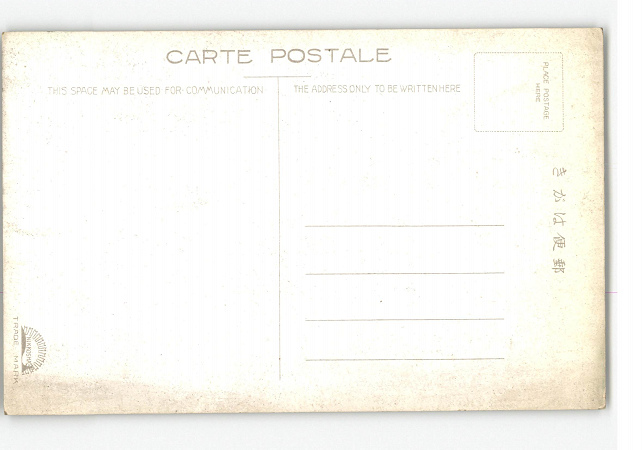 CARTE POSTALE
THIS SPACE MAY BE USED FOR COMMUNICATION
THE ADDRESS ONLY TO BE WRITTEN HERE
PLACE POSTAGE
HERE
郵便はがき
TRADE MARK